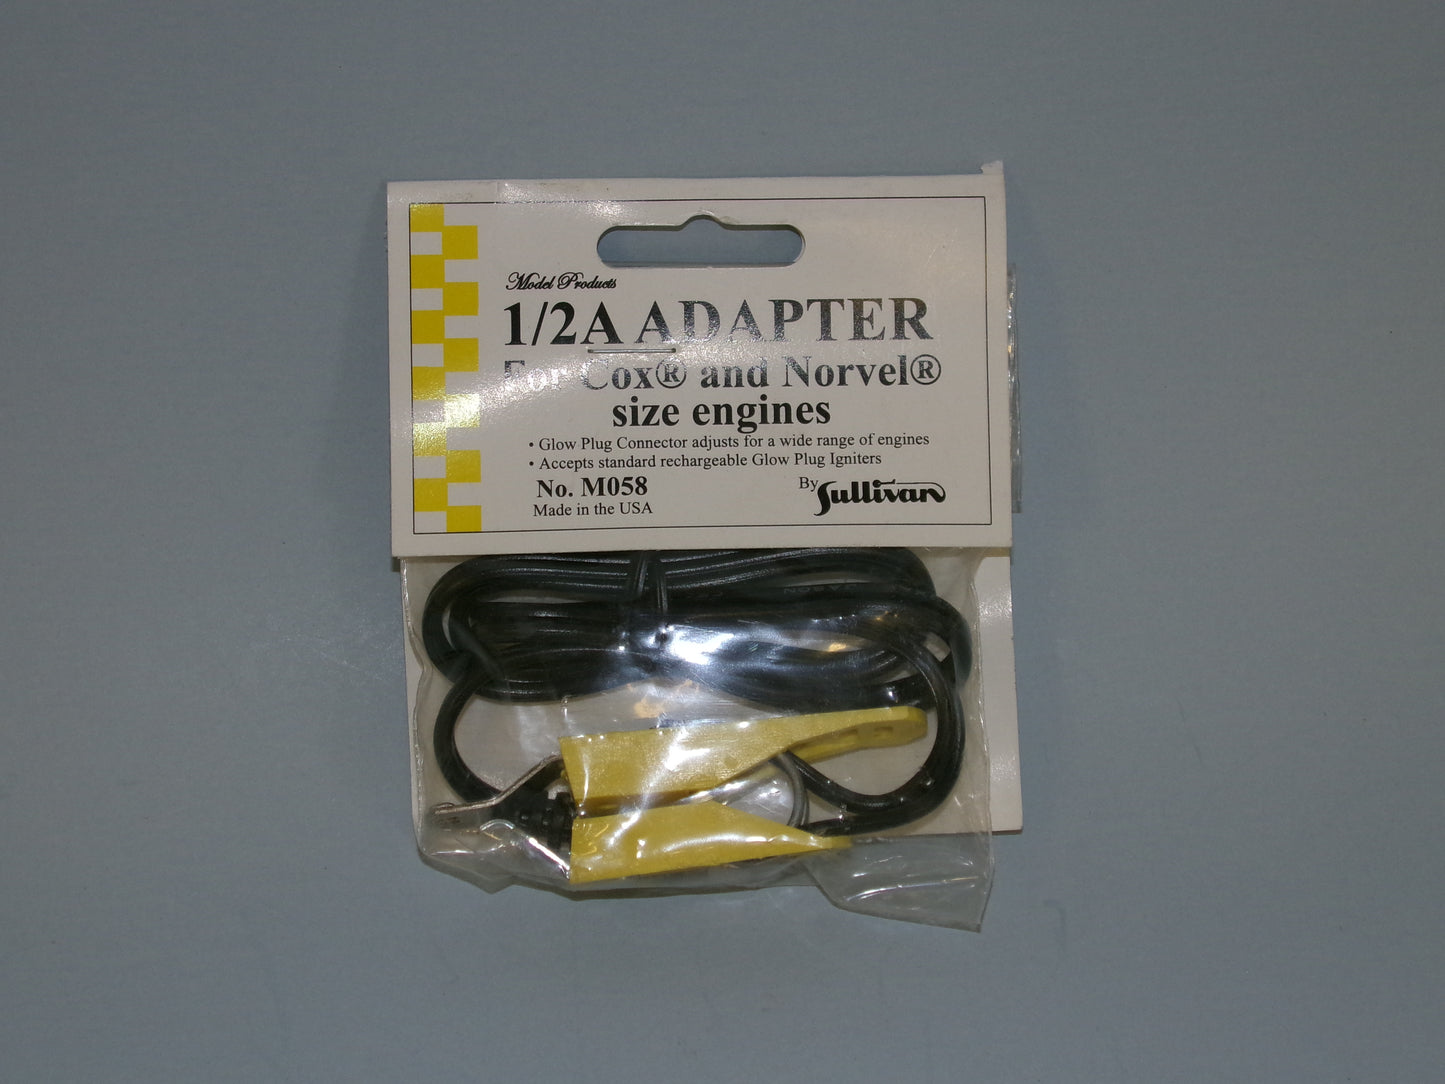 Model Products
1/2A ADAPTER
For Cox® and Norvel®
size engines
• Glow Plug Connector adjusts for a wide range of engines
• Accepts standard rechargeable Glow Plug Igniters
No. M058
By Sullivan
Made in the USA